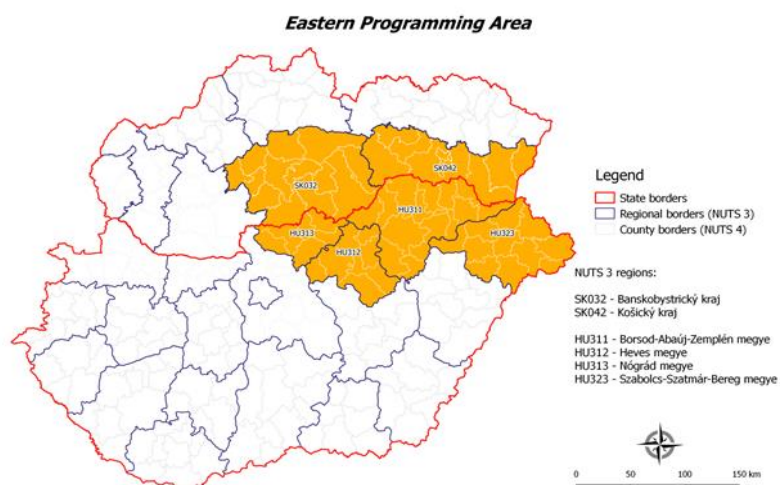 Eastern Programming Area
SK032
SK042
HU311
HU313
HU312
HU323
Legend
State borders
Regional borders (NUTS 3)
County borders (NUTS 4)
NUTS 3 regions:
SK032 - Banskobystrický kraj
SK042 - Košický kraj
HU311 - Borsod-Abaúj-Zemplén megye
HU312 - Heves megye
HU313 - Nógrád megye
HU323 - Szabolcs-Szatmár-Bereg megye
0 50 100 150 km